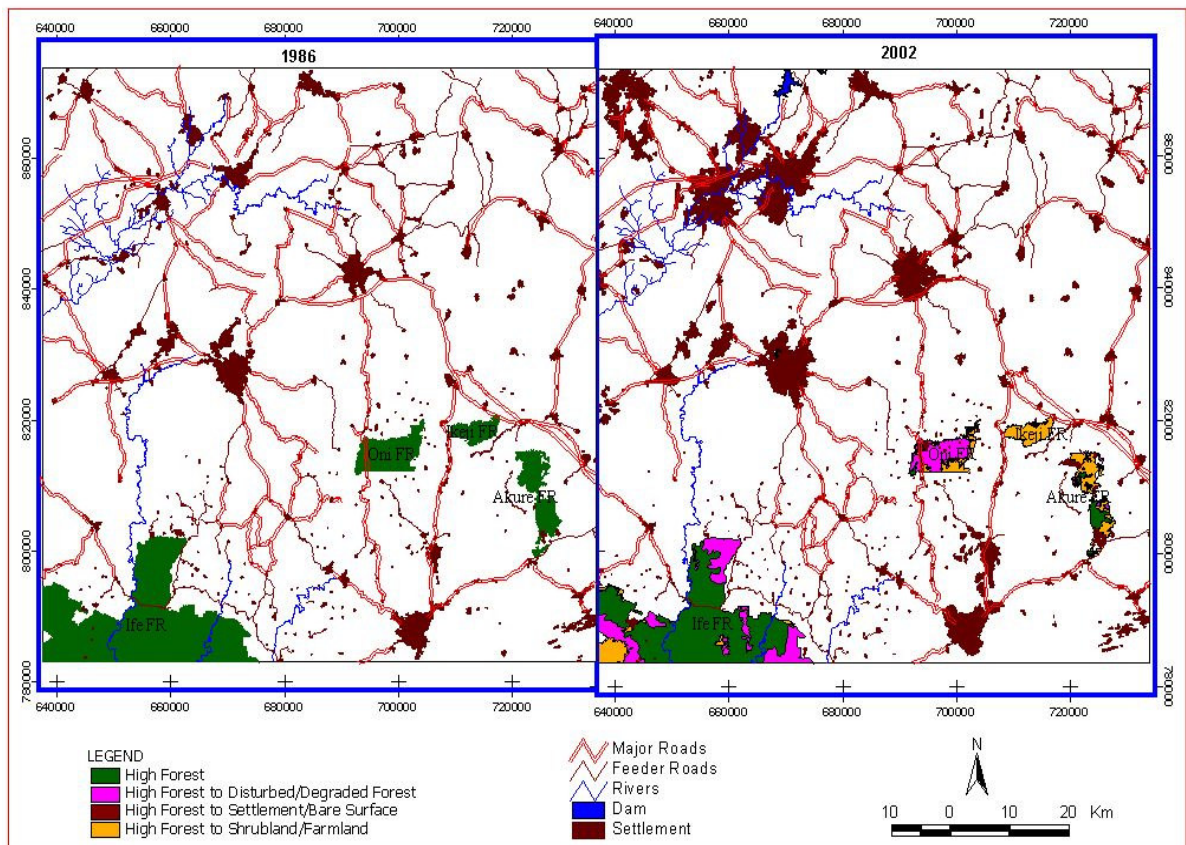 640000 660000 680000 700000 720000 640000 660000 680000 700000 720000
1986 2002
860000 860000
840000 840000
820000 820000
800000 800000
780000 780000
Ikeji FR
Oni FR
Akure FR
Ife FR
Ikeji FR
Oni F
Akure FR
Ife FR
640000 660000 680000 700000 720000 640000 660000 680000 700000 720000
LEGEND
High Forest
High Forest to Disturbed/Degraded Forest
High Forest to Settlement/Bare Surface
High Forest to Shrubland/Farmland
Major Roads
Feeder Roads
Rivers
Dam
Settlement
N
10 0 10 20 Km